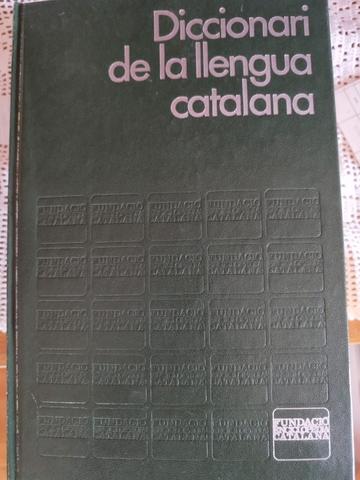 Diccionari
de la llengua
catalana
FUNDACIÓ
ENCICLOPÈDIA
CATALANA